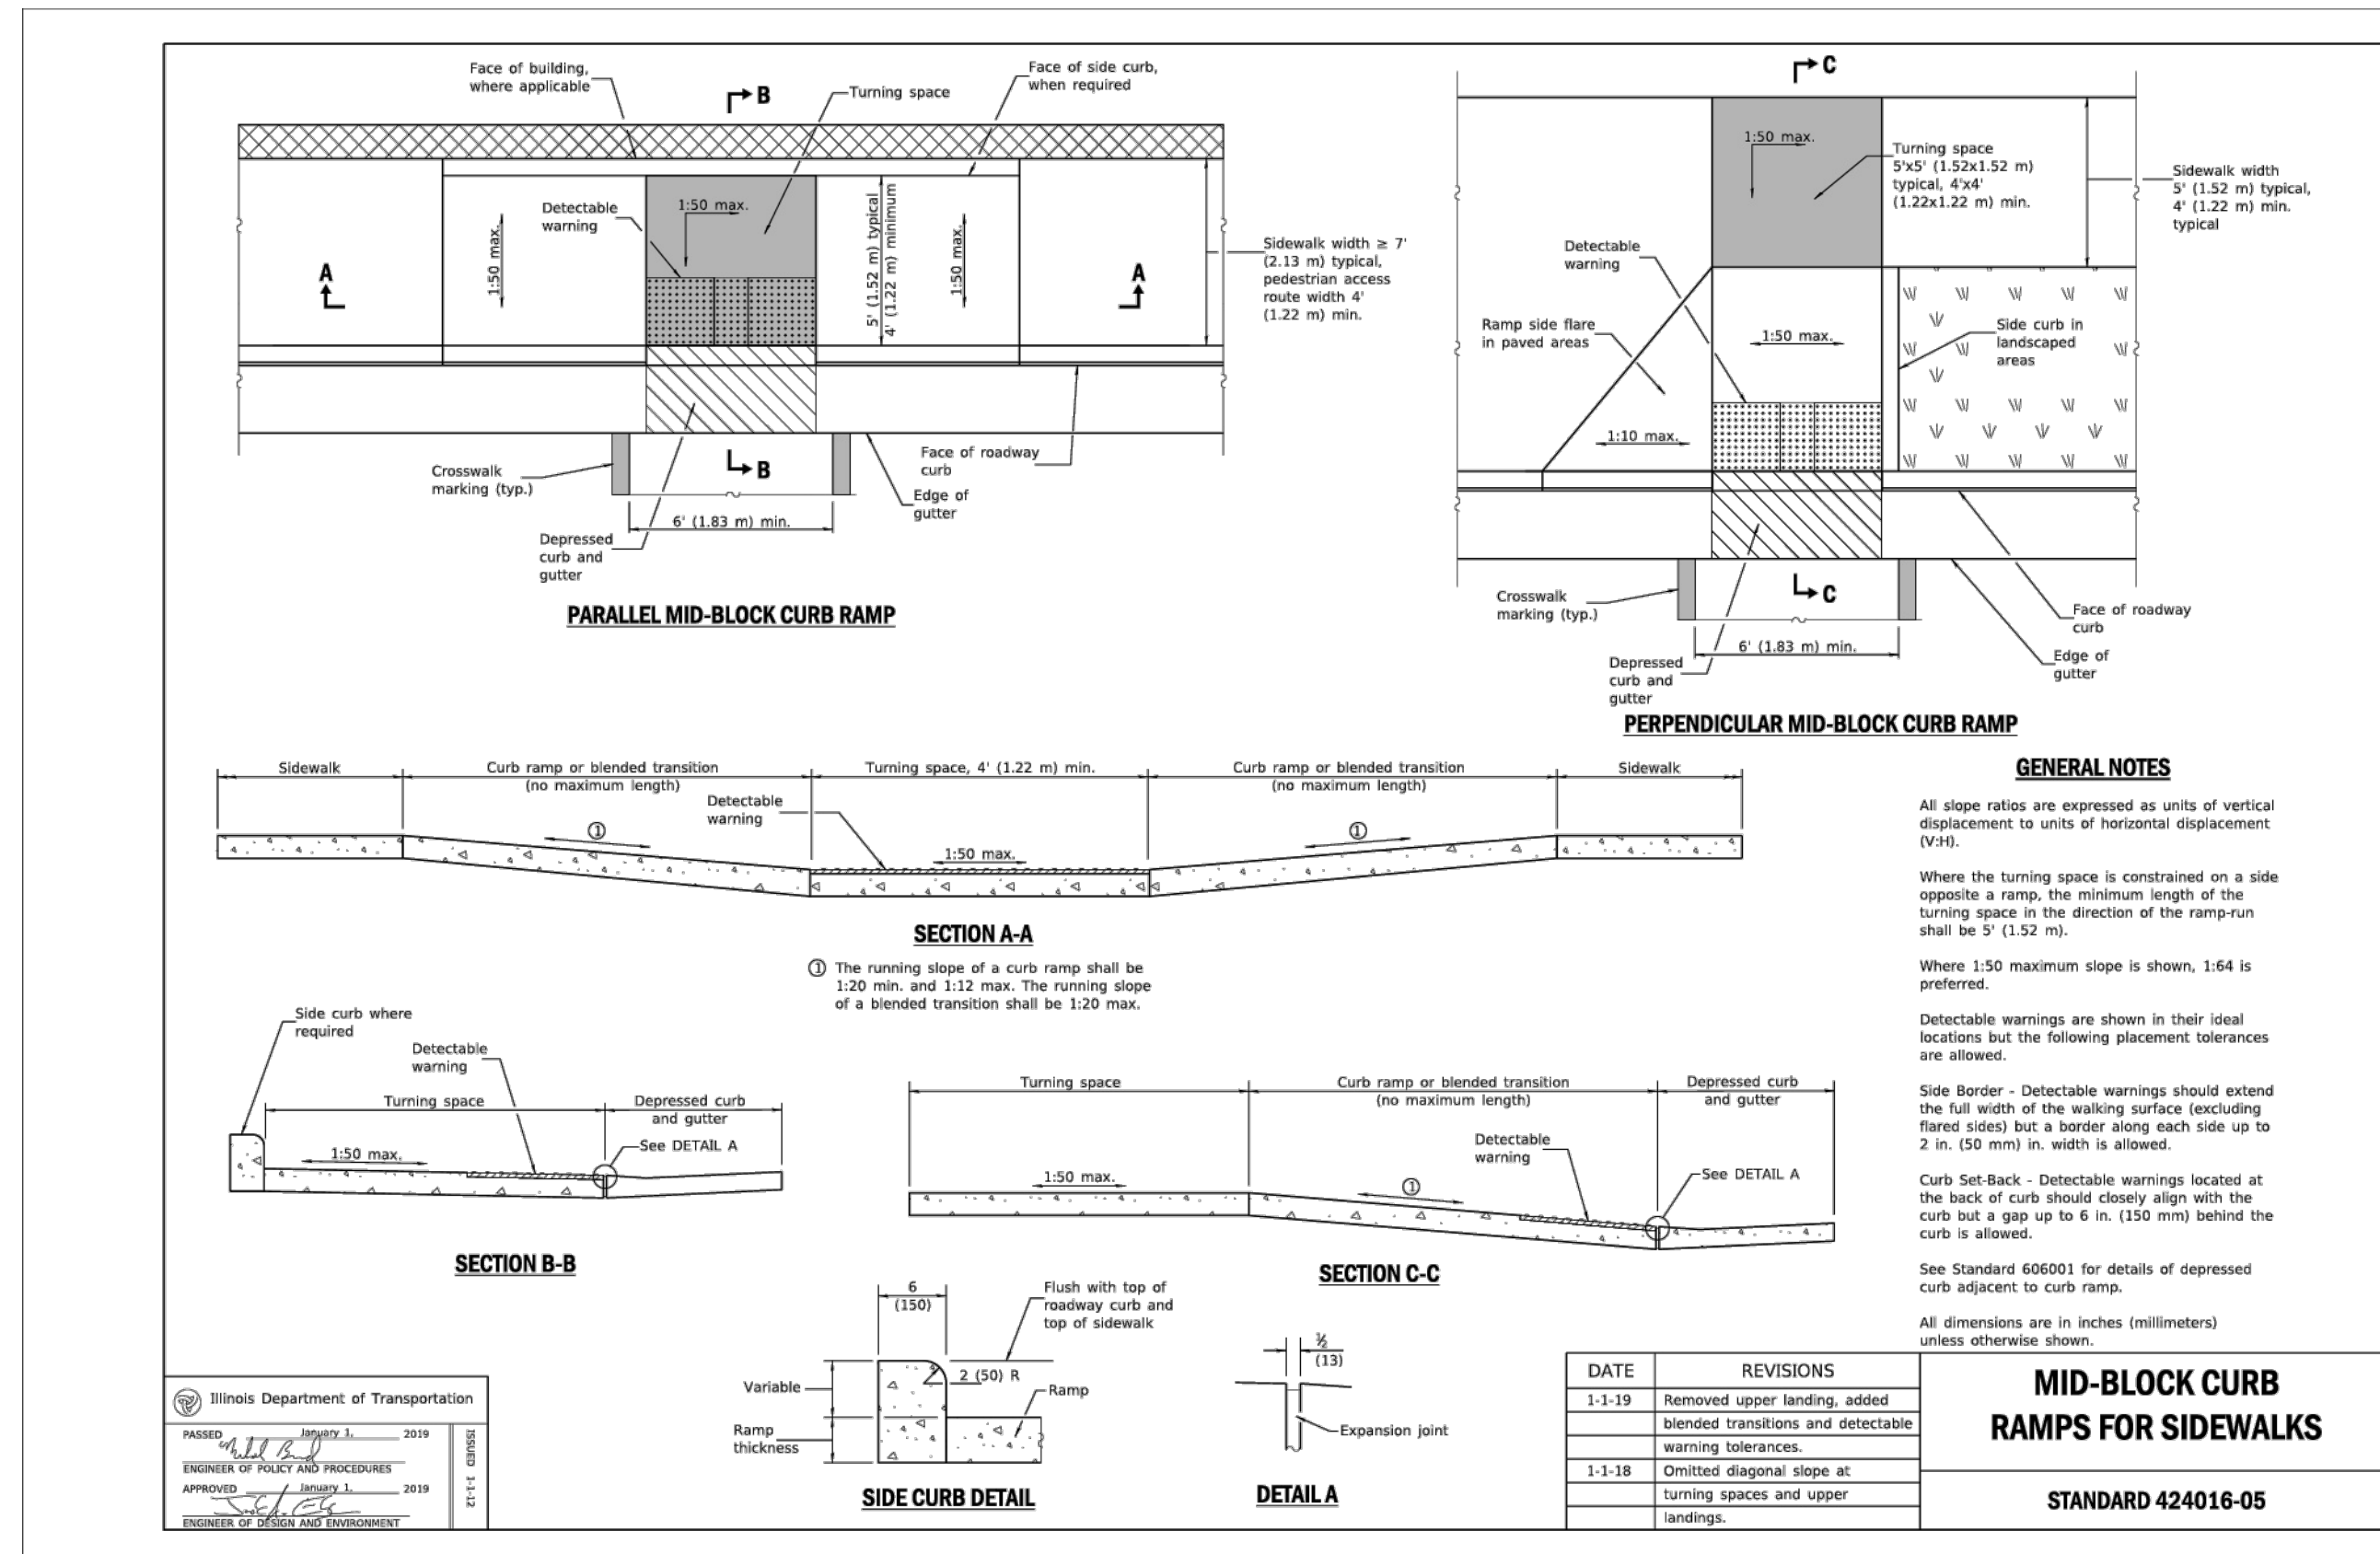 Face of building,
where applicable
B
Turning space
Face of side curb,
when required
1:50 max.
Detectable
warning
1:50 max.
5' (1.52 m) typical
4' (1.22 m) minimum
1:50 max.
A
A
Sidewalk width ≥ 7'
(2.13 m) typical,
pedestrian access
route width 4'
(1.22 m) min.
Crosswalk
marking (typ.)
B
Face of roadway
curb
Edge of
gutter
6' (1.83 m) min.
Depressed
curb and
gutter
PARALLEL MID-BLOCK CURB RAMP
C
1:50 max.
Turning space
5'x5' (1.52x1.52 m)
typical, 4'x4'
(1.22x1.22 m) min.
Sidewalk width
5' (1.52 m) typical,
4' (1.22 m) min.
typical
Detectable
warning
Ramp side flare
in paved areas
1:50 max.
Side curb in
landscaped
areas
1:10 max.
Crosswalk
marking (typ.)
C
Face of roadway
curb
6' (1.83 m) min.
Edge of
gutter
Depressed
curb and
gutter
PERPENDICULAR MID-BLOCK CURB RAMP
Sidewalk
Curb ramp or blended transition
(no maximum length)
Turning space, 4' (1.22 m) min.
Curb ramp or blended transition
(no maximum length)
Sidewalk
Detectable
warning
①
1:50 max.
①
SECTION A-A
① The running slope of a curb ramp shall be
1:20 min. and 1:12 max. The running slope
of a blended transition shall be 1:20 max.
Side curb where
required
Detectable
warning
Turning space
Depressed curb
and gutter
See DETAIL A
1:50 max.
SECTION B-B
Turning space
Curb ramp or blended transition
(no maximum length)
Depressed curb
and gutter
Detectable
warning
See DETAIL A
1:50 max.
①
SECTION C-C
6
(150)
Flush with top of
roadway curb and
top of sidewalk
2 (50) R
Variable
Ramp
Ramp
thickness
SIDE CURB DETAIL
½
(13)
Expansion joint
DETAIL A
GENERAL NOTES
All slope ratios are expressed as units of vertical
displacement to units of horizontal displacement
(V:H).
Where the turning space is constrained on a side
opposite a ramp, the minimum length of the
turning space in the direction of the ramp-run
shall be 5' (1.52 m).
Where 1:50 maximum slope is shown, 1:64 is
preferred.
Detectable warnings are shown in their ideal
locations but the following placement tolerances
are allowed.
Side Border - Detectable warnings should extend
the full width of the walking surface (excluding
flared sides) but a border along each side up to
2 in. (50 mm) in. width is allowed.
Curb Set-Back - Detectable warnings located at
the back of curb should closely align with the
curb but a gap up to 6 in. (150 mm) behind the
curb is allowed.
See Standard 606001 for details of depressed
curb adjacent to curb ramp.
All dimensions are in inches (millimeters)
unless otherwise shown.
Illinois Department of Transportation
PASSED January 1, 2019
ENGINEER OF POLICY AND PROCEDURES
APPROVED January 1, 2019
ENGINEER OF DESIGN AND ENVIRONMENT
ISSUED 1-1-12
DATE REVISIONS
1-1-19 Removed upper landing, added
blended transitions and detectable
warning tolerances.
1-1-18 Omitted diagonal slope at
turning spaces and upper
landings.
MID-BLOCK CURB
RAMPS FOR SIDEWALKS
STANDARD 424016-05